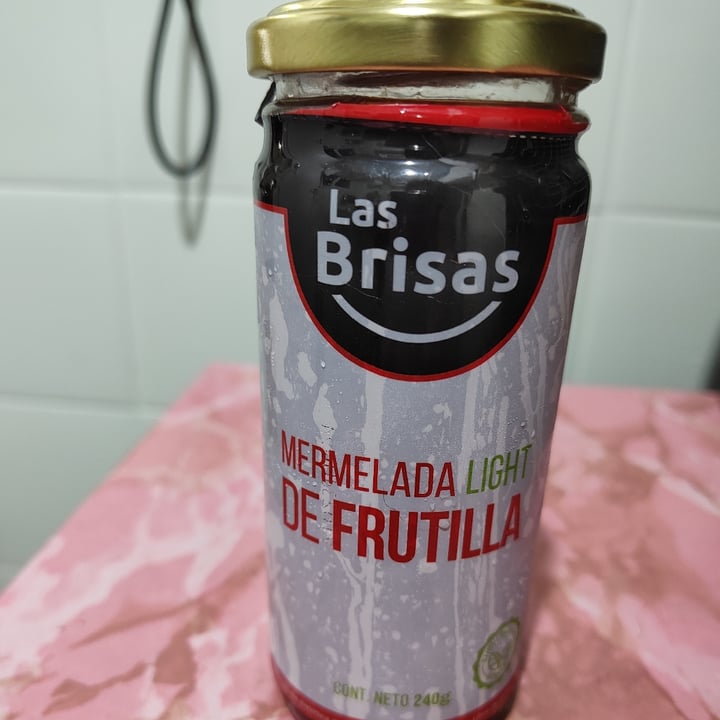 Las
Brisas
MERMELADA LIGHT
DE FRUTILLA
CONT. NETO 240g